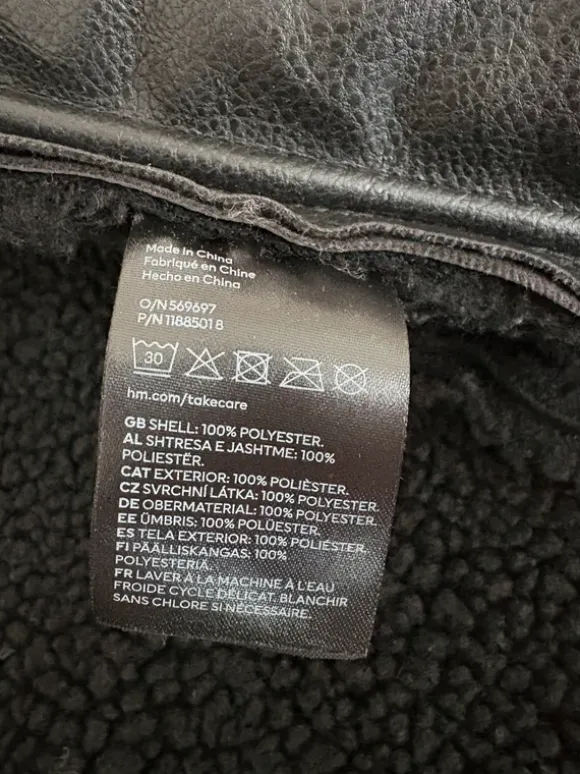 Made in China
Fabriqué en Chine
Hecho en China
O/N 569697
P/N 1188501 8
30
hm.com/takecare
GB SHELL: 100% POLYESTER.
AL SHTRESA E JASHTME: 100%
POLIESTËR.
CAT EXTERIOR: 100% POLIÈSTER.
CZ SVRCHNÍ LÁTKA: 100% POLYESTER.
DE OBERMATERIAL: 100% POLYESTER.
EE ÜMBRIS: 100% POLÜESTER.
ES TELA EXTERIOR: 100% POLIÉSTER.
FI PÄÄLLISKANGAS: 100%
POLYESTERIÄ.
FR LAVER À LA MACHINE À L'EAU
FROIDE CYCLE DÉLICAT. BLANCHIR
SANS CHLORE SI NÉCESSAIRE.